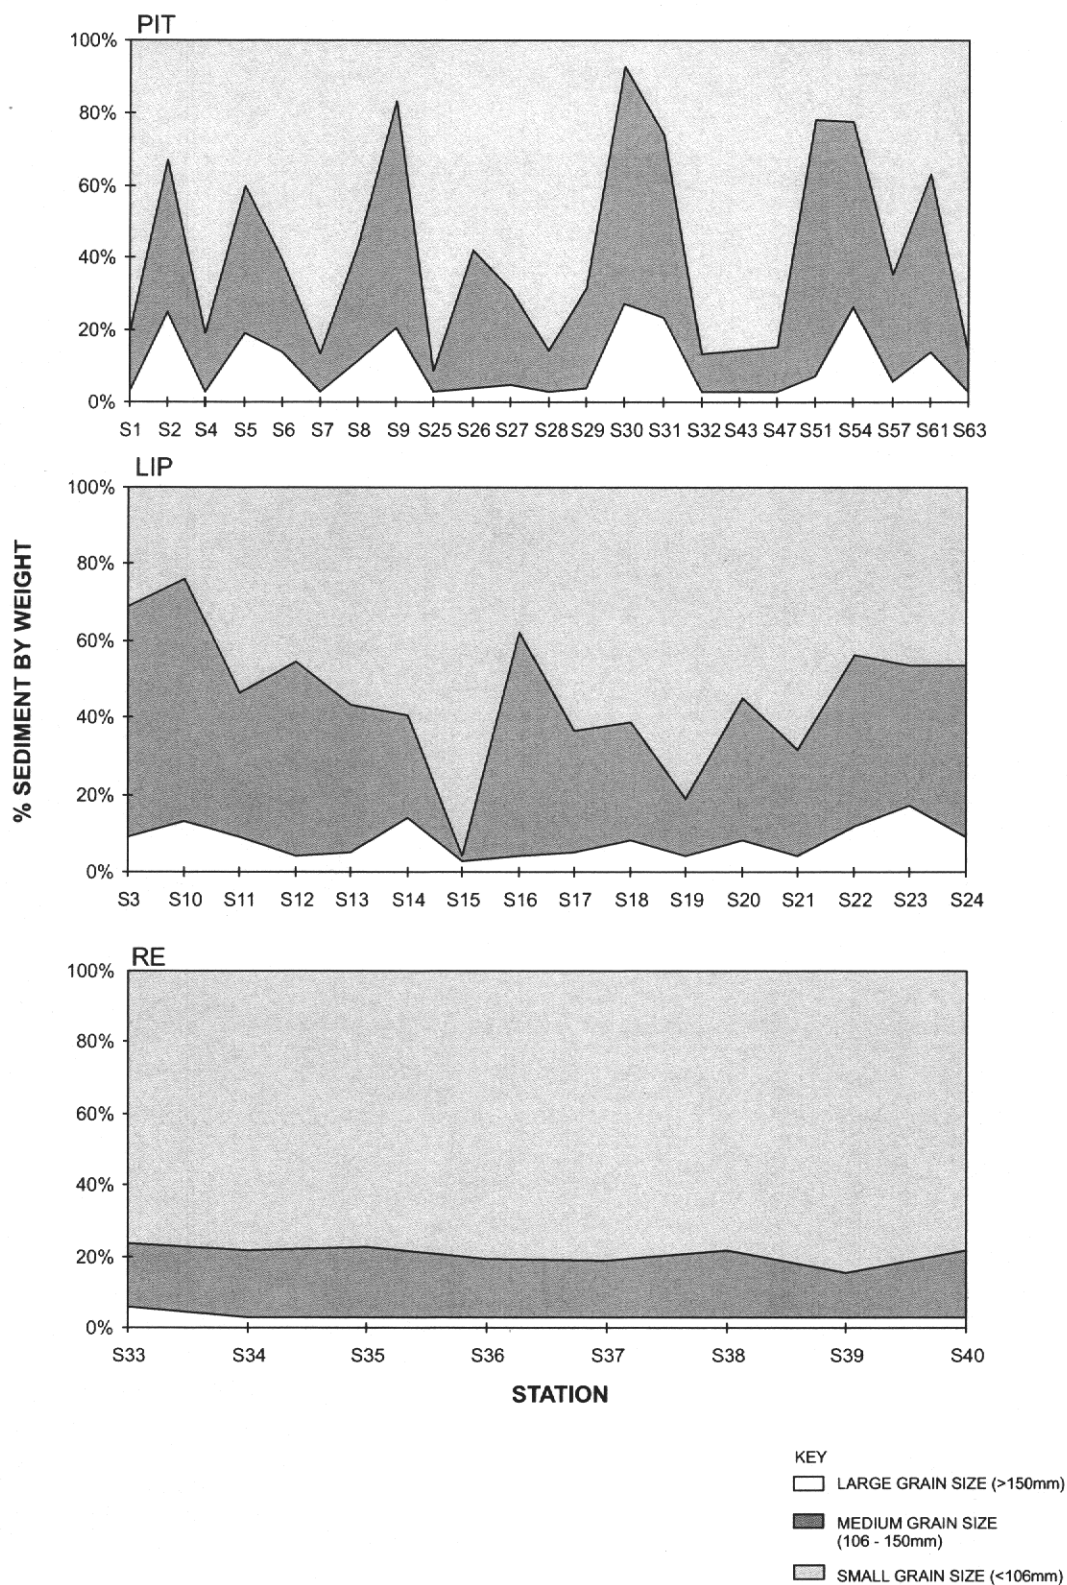 PIT
100%
80%
60%
40%
20%
0%
S1 S2 S4 S5 S6 S7 S8 S9 S25 S26 S27 S28 S29 S30 S31 S32 S43 S47 S51 S54 S57 S61 S63
LIP
100%
80%
60%
40%
20%
0%
S3 S10 S11 S12 S13 S14 S15 S16 S17 S18 S19 S20 S21 S22 S23 S24
% SEDIMENT BY WEIGHT
RE
100%
80%
60%
40%
20%
0%
S33 S34 S35 S36 S37 S38 S39 S40
STATION
KEY
LARGE GRAIN SIZE (>150mm)
MEDIUM GRAIN SIZE
(106 - 150mm)
SMALL GRAIN SIZE (<106mm)